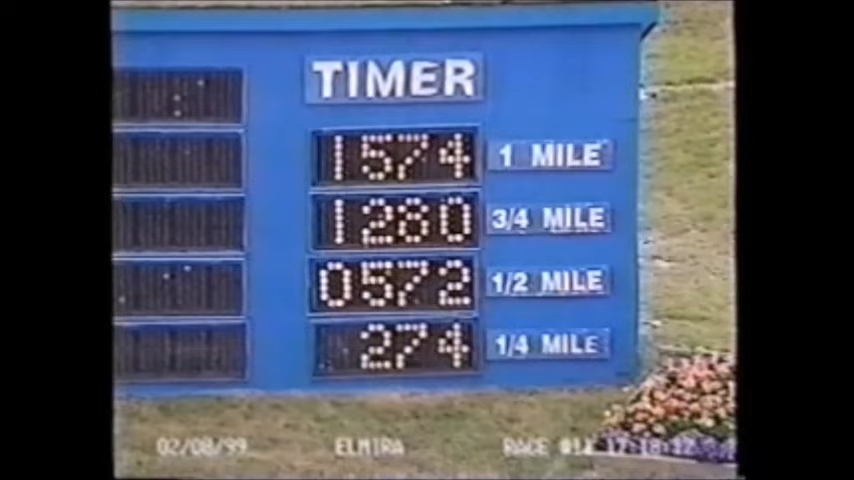 TIMER
1574 1 MILE
1280 3/4 MILE
0572 1/2 MILE
274 1/4 MILE
02/08/99 ELMIRA RACE